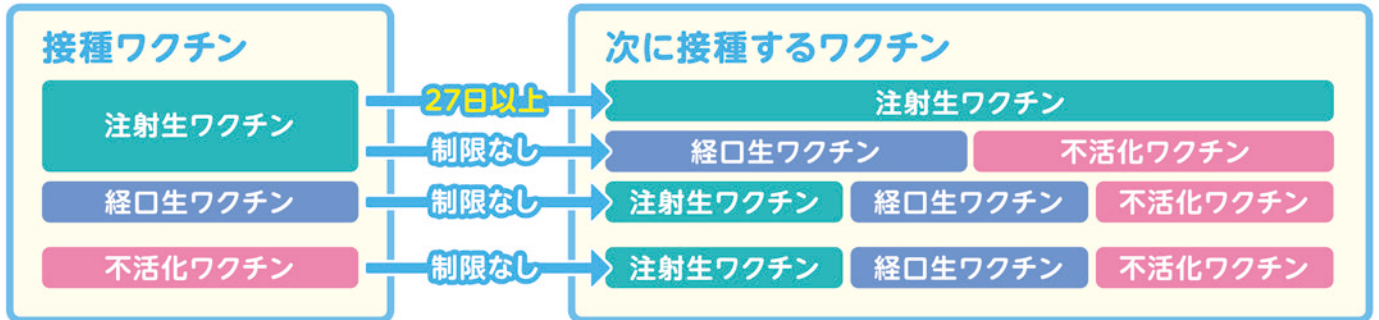 接種ワクチン
次に接種するワクチン
注射生ワクチン
27日以上
注射生ワクチン
制限なし
経口生ワクチン
不活化ワクチン
経口生ワクチン
制限なし
注射生ワクチン
経口生ワクチン
不活化ワクチン
不活化ワクチン
制限なし
注射生ワクチン
経口生ワクチン
不活化ワクチン